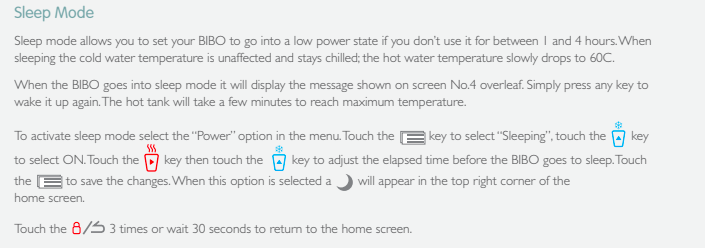 Sleep Mode
Sleep mode allows you to set your BIBO to go into a low power state if you don't use it for between 1 and 4 hours. When
sleeping the cold water temperature is unaffected and stays chilled; the hot water temperature slowly drops to 60C.
When the BIBO goes into sleep mode it will display the message shown on screen No.4 overleaf. Simply press any key to
wake it up again. The hot tank will take a few minutes to reach maximum temperature.
To activate sleep mode select the "Power" option in the menu. Touch the key to select "Sleeping", touch the key
to select ON. Touch the key then touch the key to adjust the elapsed time before the BIBO goes to sleep. Touch
the to save the changes. When this option is selected a will appear in the top right corner of the
home screen.
Touch the / 3 times or wait 30 seconds to return to the home screen.